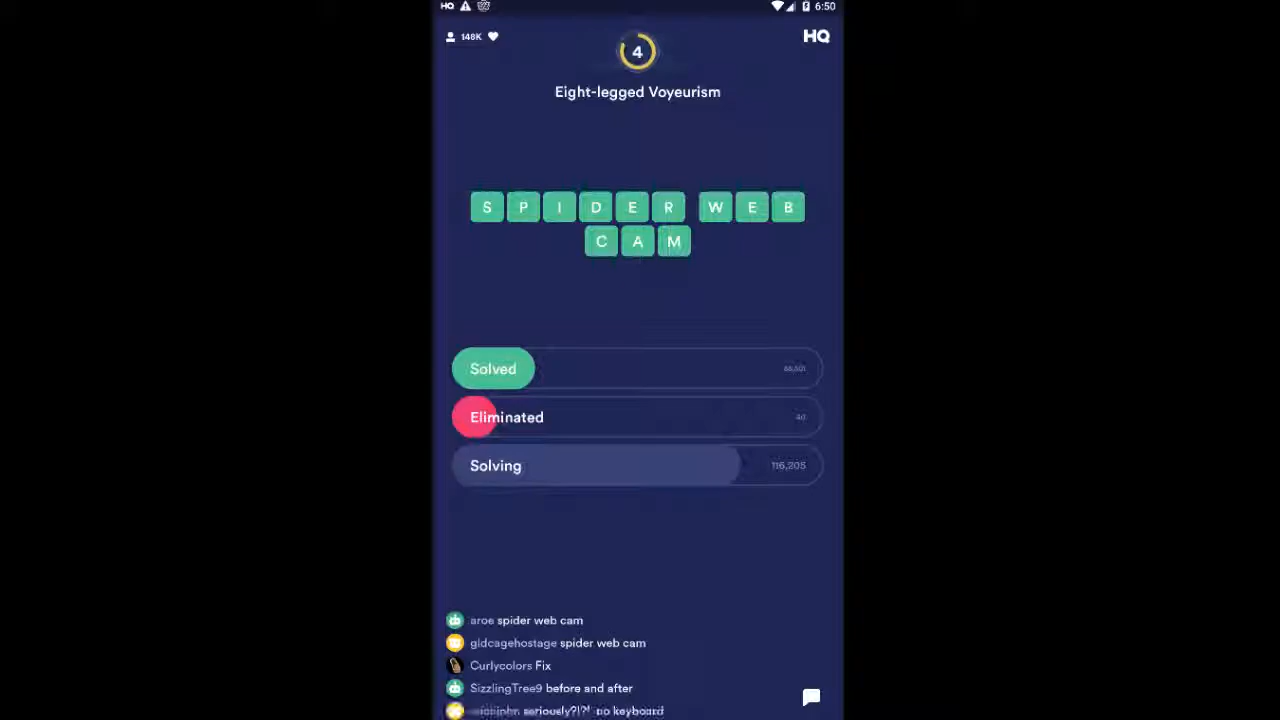 HQ 6:50
148K HQ
4
Eight-legged Voyeurism
SPIDER WEB
CAM
Solved
Eliminated
Solving 116,205
aroe spider web cam
gldcagehostage spider web cam
Curlycolors Fix
SizzlingTree9 before and after
seriously?!?! no keyboard